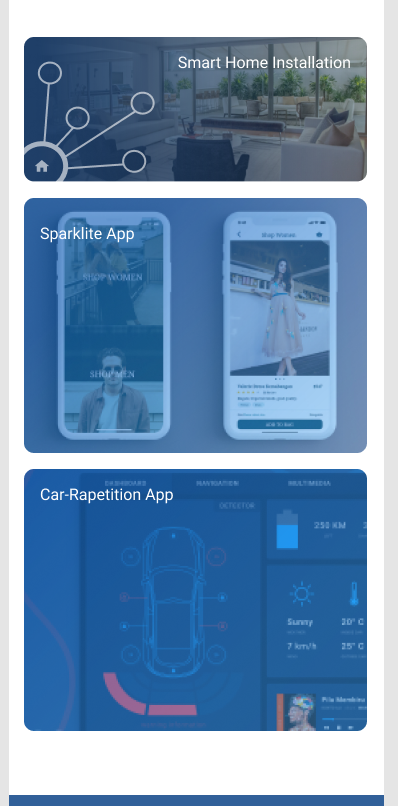 Smart Home Installation
Sparklite App
SHOP WOMEN
SHOP MEN
Shop Women
ADD TO BAG
Car-Rapetition App
DASHBOARD
NAVIGATION
MULTIMEDIA
DETECTOR
250 KM
Sunny
20° C
7 km/h
25° C